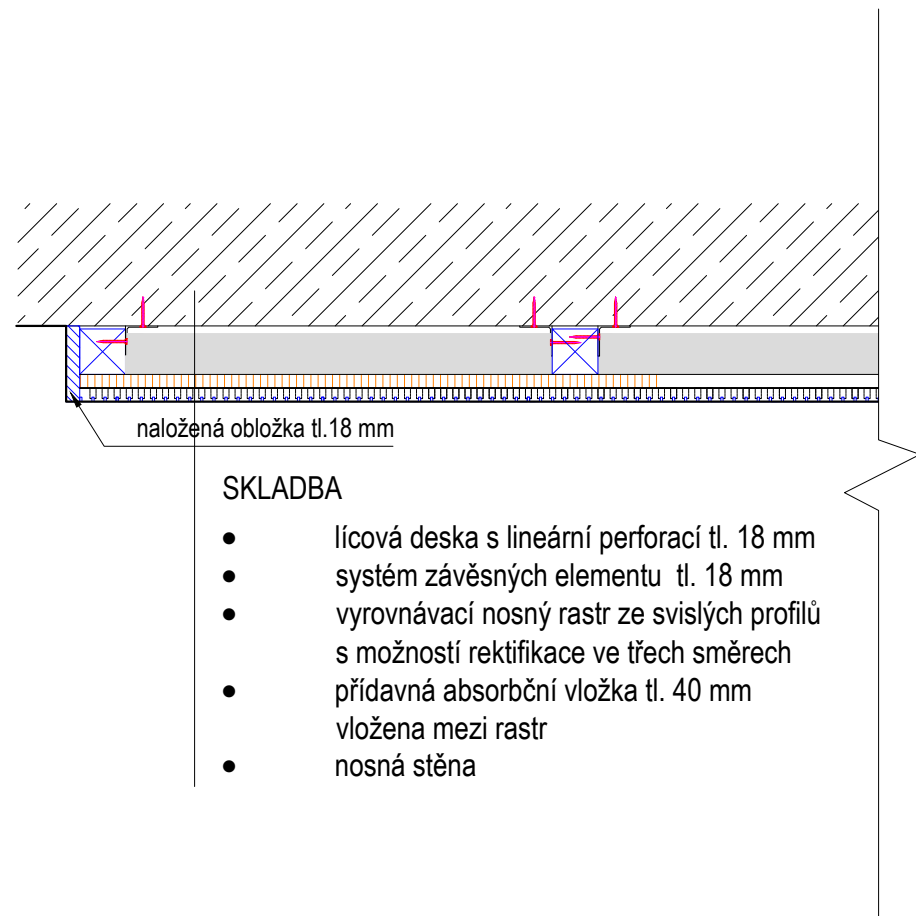 naložená obložka tl.18 mm
SKLADBA
● lícová deska s lineární perforací tl. 18 mm
● systém závěsných elementu tl. 18 mm
● vyrovnávací nosný rastr ze svislých profilů
s možností rektifikace ve třech směrech
● přídavná absorbční vložka tl. 40 mm
vložena mezi rastr
● nosná stěna